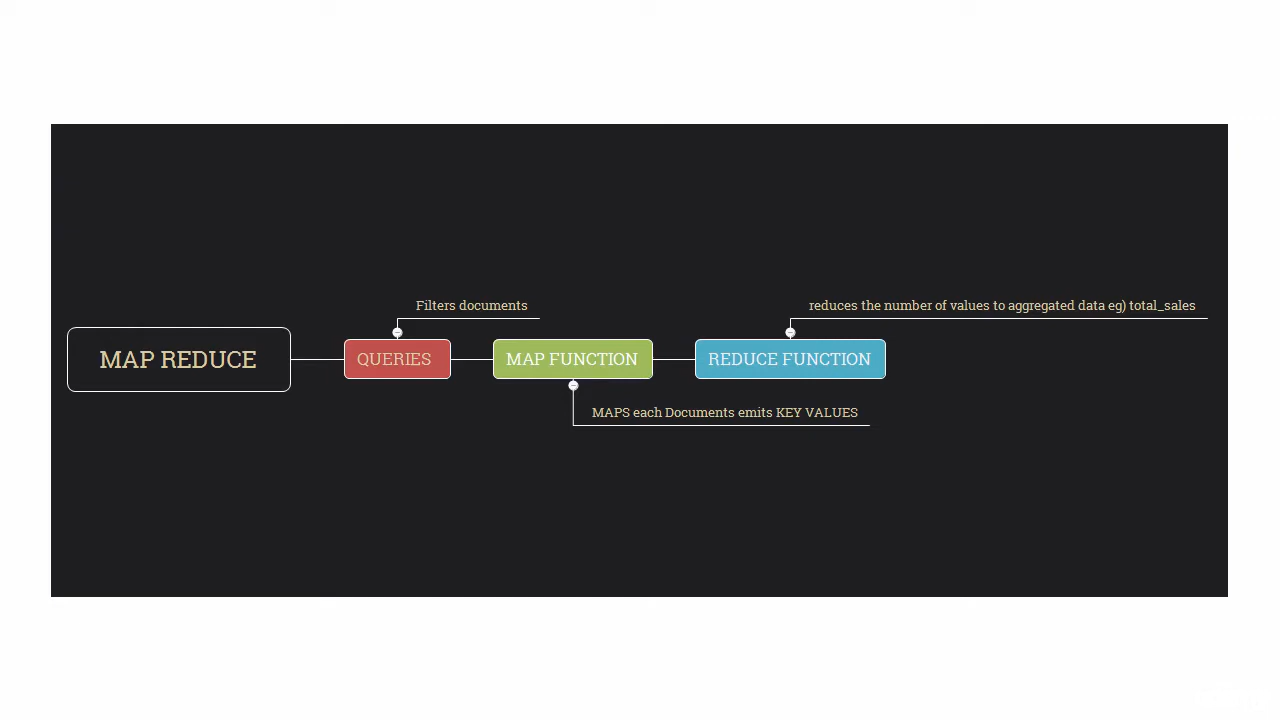 Filters documents
reduces the number of values to aggregated data eg) total_sales
MAP REDUCE
QUERIES
MAP FUNCTION
REDUCE FUNCTION
MAPS each Documents emits KEY VALUES